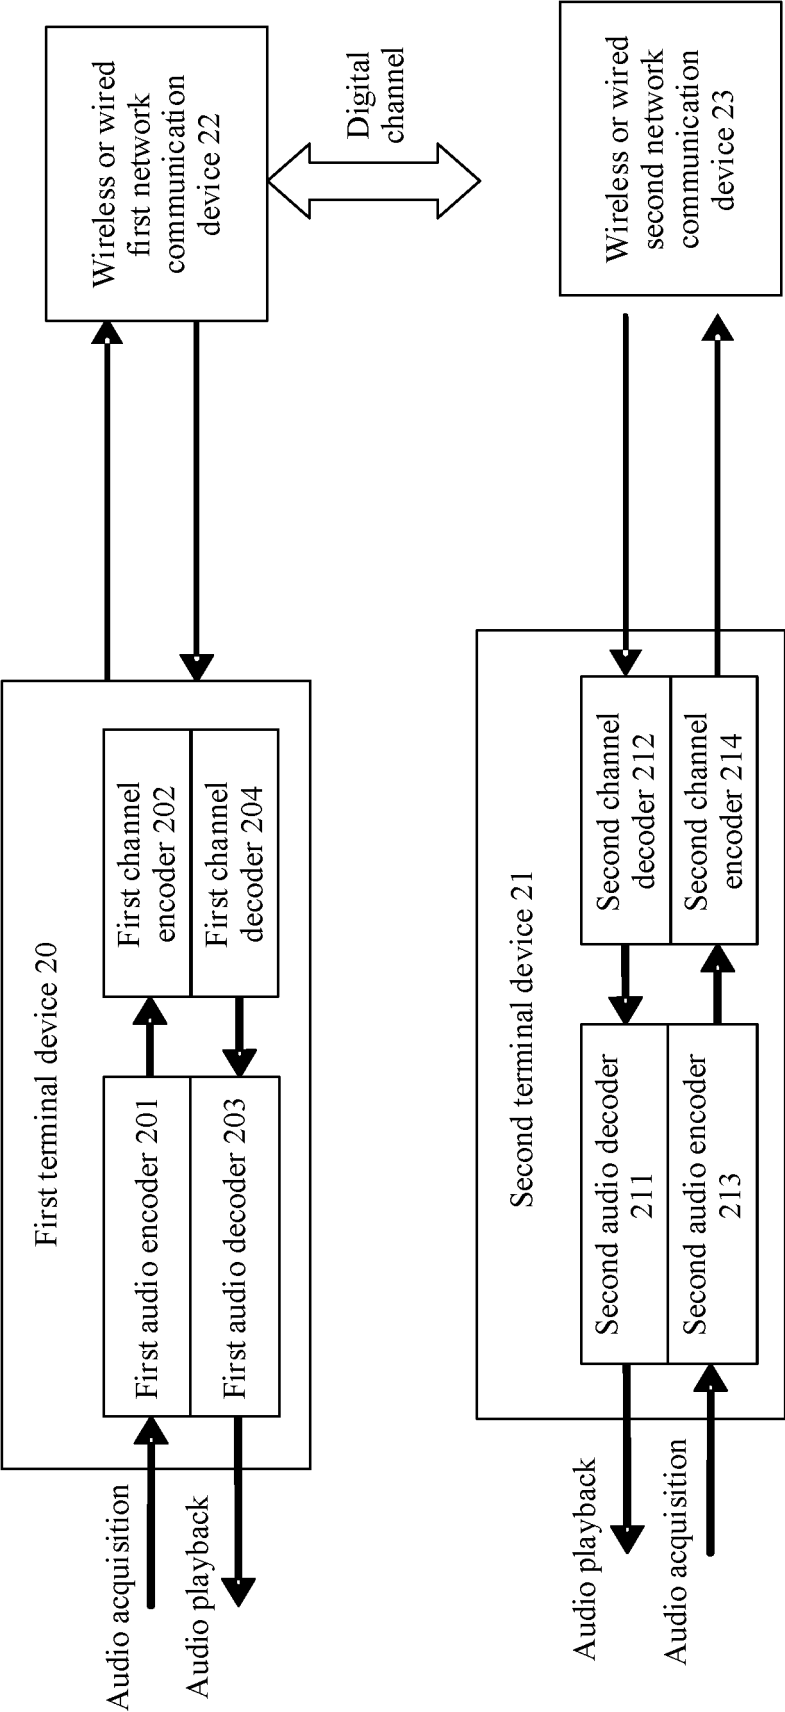 First terminal device 20
Audio acquisition
First audio encoder 201
First channel
encoder 202
Audio playback
First audio decoder 203
First channel
decoder 204
Wireless or wired
first network
communication
device 22
Digital
channel
Second terminal device 21
Audio playback
Second audio decoder
211
Second channel
decoder 212
Audio acquisition
Second audio encoder
213
Second channel
encoder 214
Wireless or wired
second network
communication
device 23